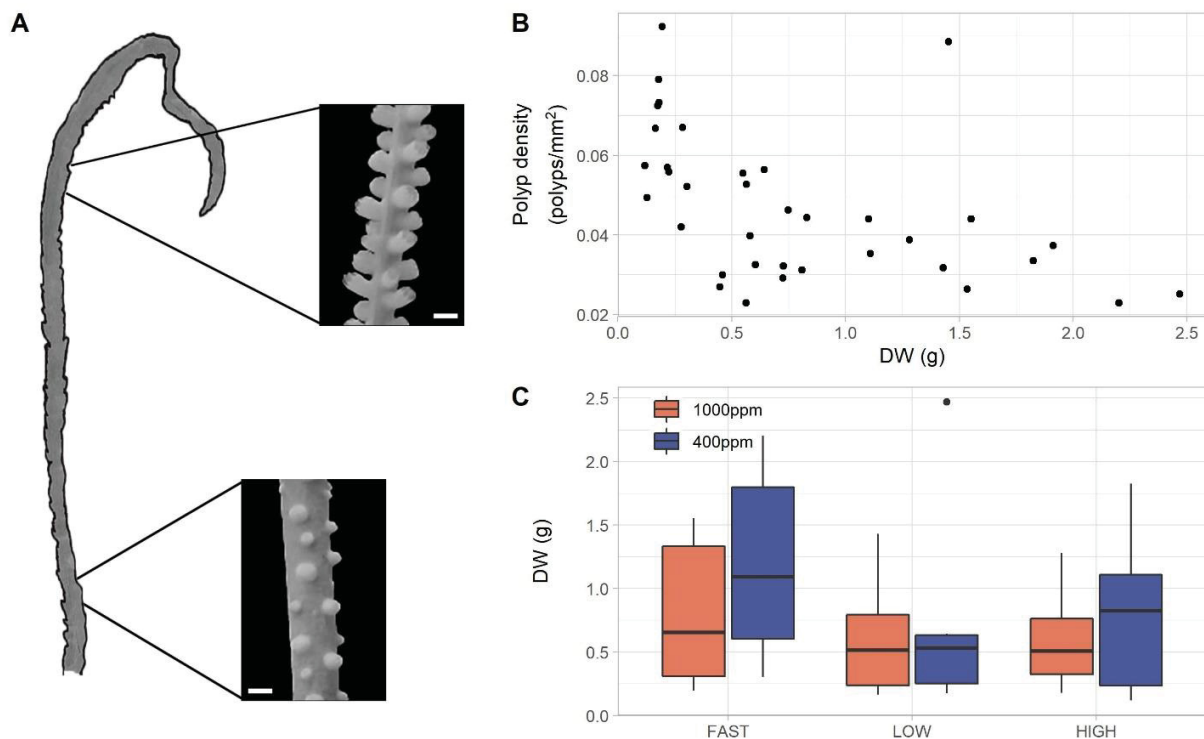 A
B
Polyp density
(polyps/mm²)
0.08
0.06
0.04
0.02
0.0
0.5
1.0
1.5
2.0
2.5
DW (g)
C
1000ppm
400ppm
DW (g)
2.5
2.0
1.5
1.0
0.5
0.0
FAST
LOW
HIGH